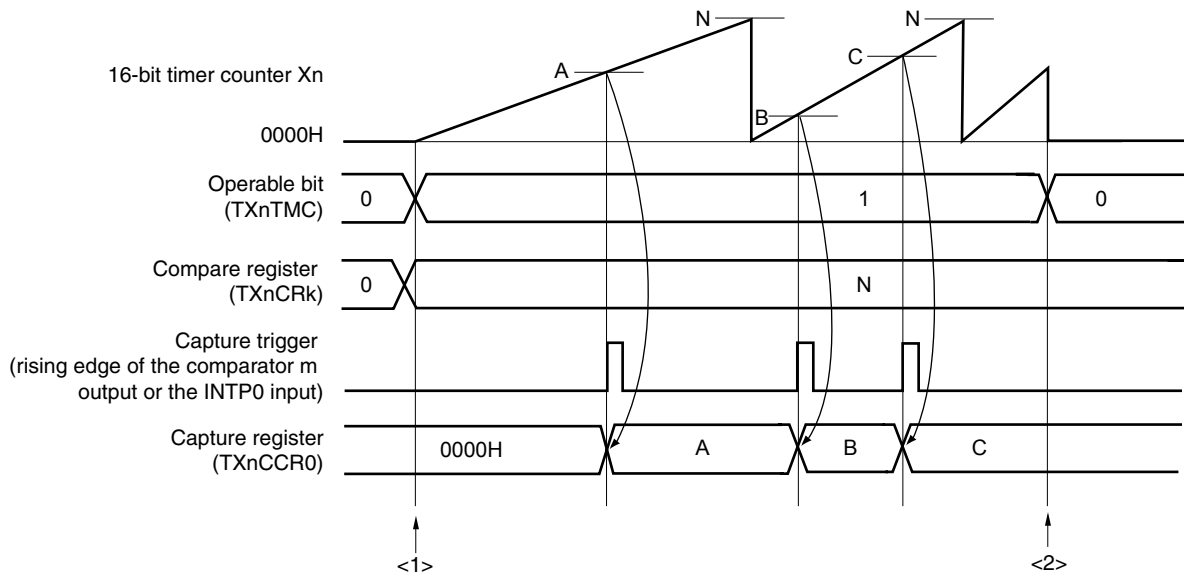 N
N
A
C
16-bit timer counter Xn
B
0000H
Operable bit
(TXnTMC)
0
1
0
Compare register
(TXnCRk)
0
N
Capture trigger
(rising edge of the comparator m
output or the INTP0 input)
Capture register
(TXnCCR0)
0000H
A
B
C
<1>
<2>